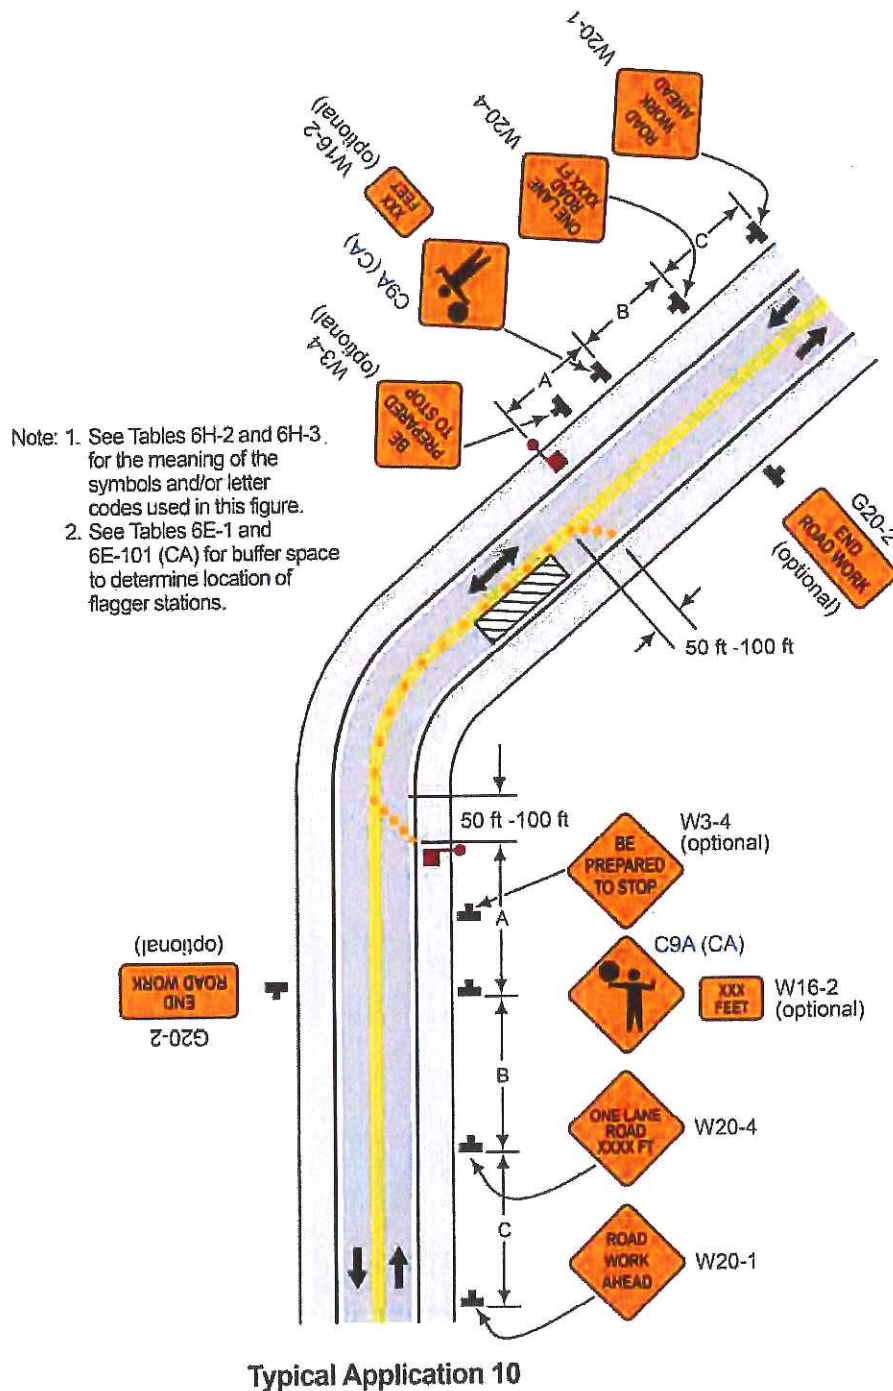 W20-1
ROAD
WORK
AHEAD
W20-4
ONE LANE
ROAD
XXXX FT
W16-2
(optional)
XXX
FEET
C9A (CA)
W3-4
(optional)
BE
PREPARED
TO STOP
A
B
C
Note: 1. See Tables 6H-2 and 6H-3
for the meaning of the
symbols and/or letter
codes used in this figure.
2. See Tables 6E-1 and
6E-101 (CA) for buffer space
to determine location of
flagger stations.
G20-2
END
ROAD WORK
(optional)
50 ft -100 ft
50 ft -100 ft
A
BE
PREPARED
TO STOP
W3-4
(optional)
C9A (CA)
XXX
FEET
W16-2
(optional)
G20-2
END
ROAD WORK
(optional)
B
ONE LANE
ROAD
XXXX FT
W20-4
C
ROAD
WORK
AHEAD
W20-1
Typical Application 10